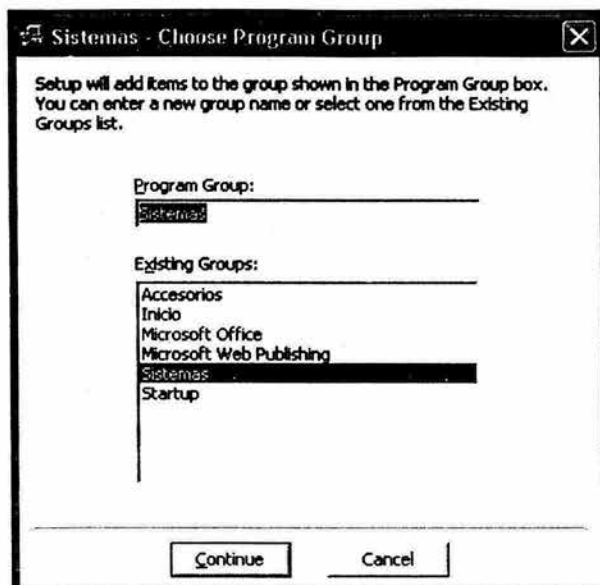 Sistemas - Choose Program Group
Setup will add items to the group shown in the Program Group box.
You can enter a new group name or select one from the Existing
Groups list.
Program Group:
Sistemas
Existing Groups:
Accesorios
Inicio
Microsoft Office
Microsoft Web Publishing
Sistemas
Startup
Continue
Cancel